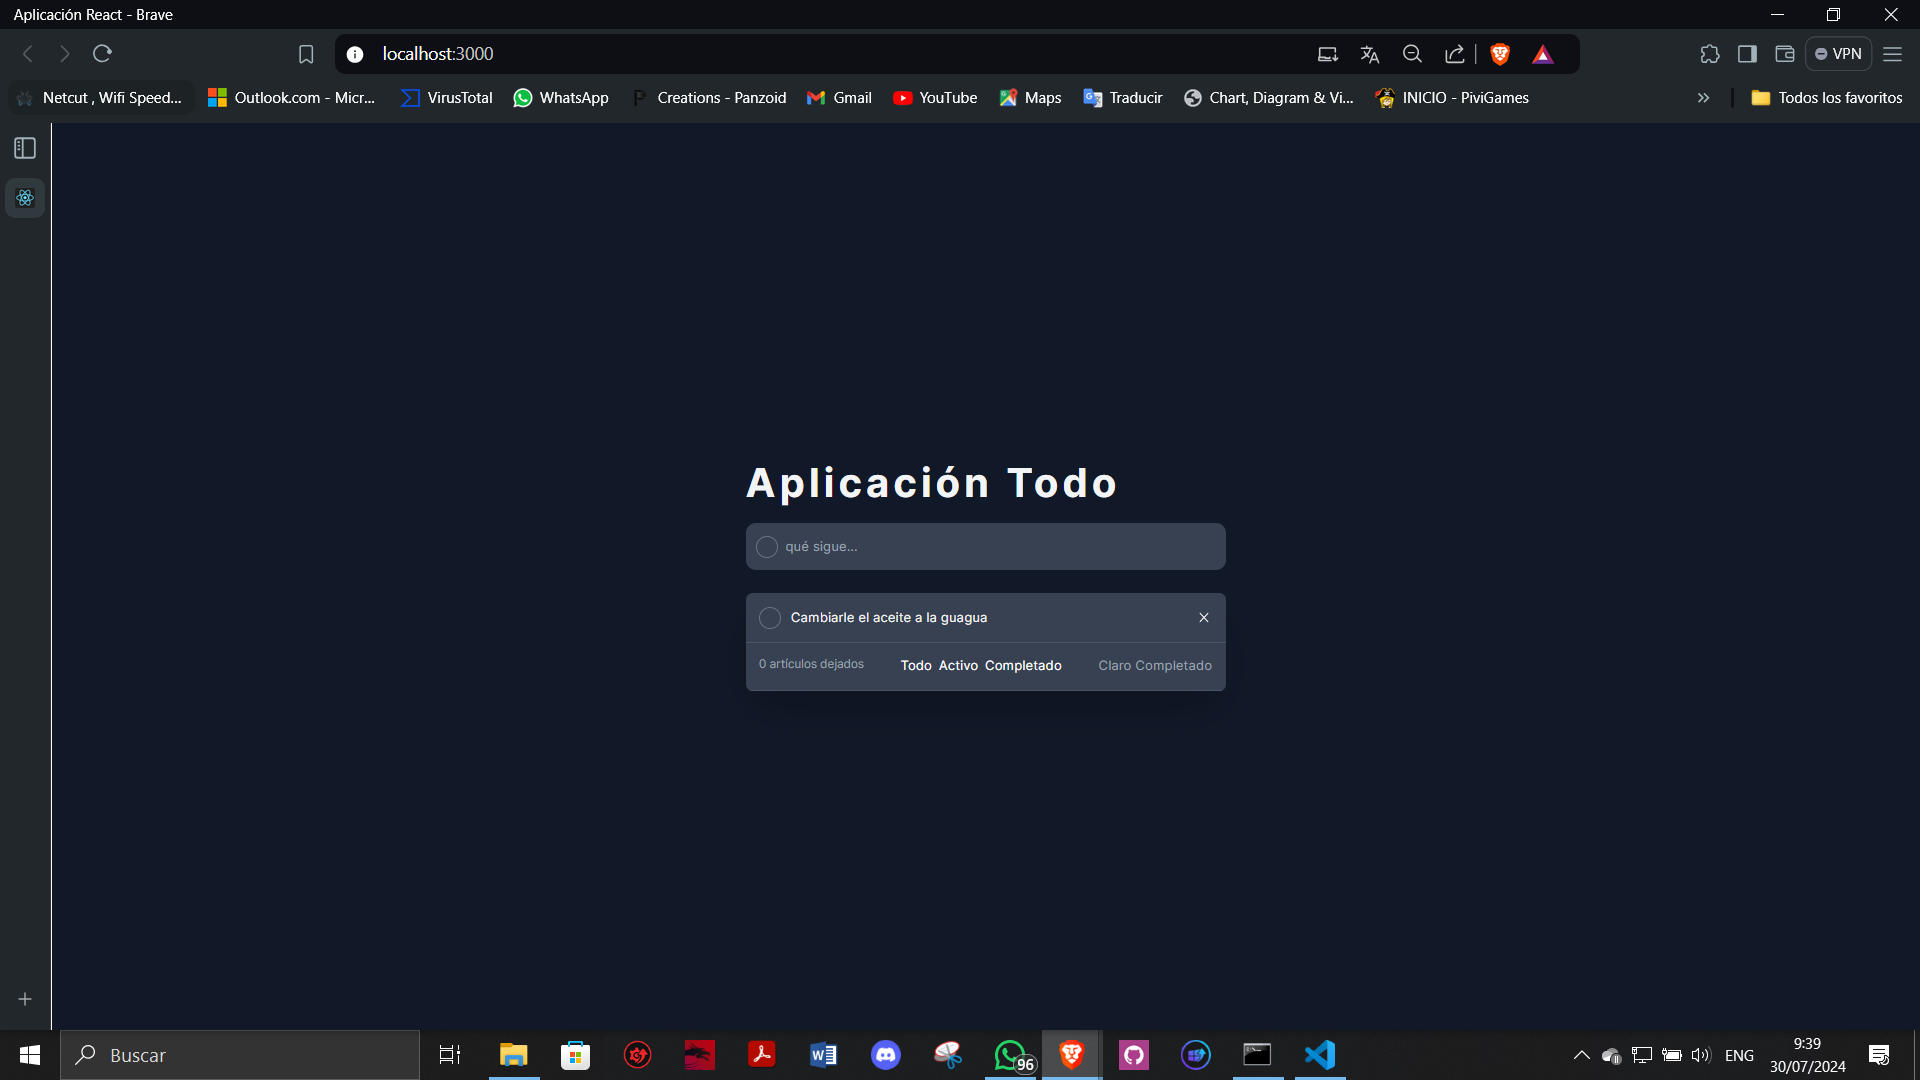 Aplicación React - Brave
localhost:3000
VPN
Netcut , Wifi Speed...
Outlook.com - Micr...
VirusTotal
WhatsApp
Creations - Panzoid
Gmail
YouTube
Maps
Traducir
Chart, Diagram & Vi...
INICIO - PiviGames
Todos los favoritos
Aplicación Todo
qué sigue...
Cambiarle el aceite a la guagua
0 artículos dejados
Todo Activo Completado
Claro Completado
Buscar
96
ENG
9:39
30/07/2024